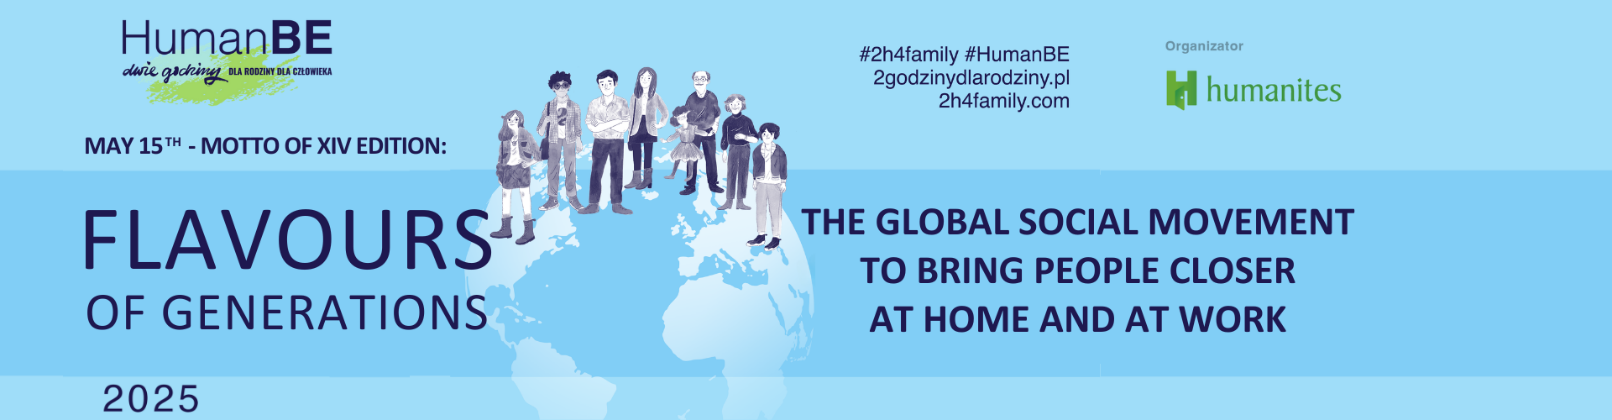 HumanBE
dwie godziny DLA RODZINY DLA CZŁOWIEKA
MAY 15TH - MOTTO OF XIV EDITION:
FLAVOURS
OF GENERATIONS
2025
#2h4family #HumanBE
2godzinydlarodziny.pl
2h4family.com
Organizator
humanites
THE GLOBAL SOCIAL MOVEMENT
TO BRING PEOPLE CLOSER
AT HOME AND AT WORK